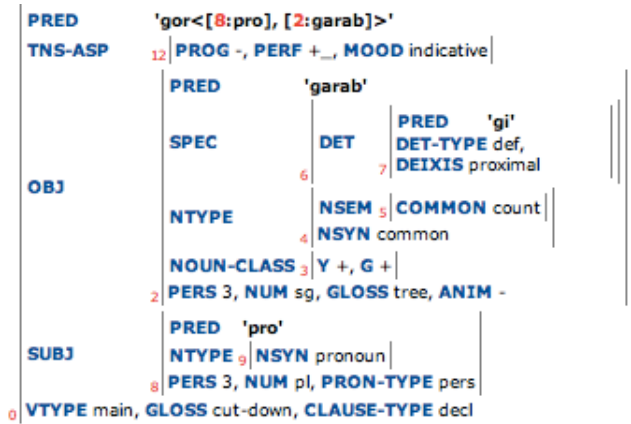 PRED 'gor<[8:pro], [2:garab]>'
TNS-ASP 12 PROG -, PERF +_, MOOD indicative
PRED 'garab'
PRED 'gi'
SPEC DET DET-TYPE def,
6 7 DEIXIS proximal
OBJ
NTYPE NSEM 5 COMMON count
4 NSYN common
NOUN-CLASS 3 Y +, G +
2 PERS 3, NUM sg, GLOSS tree, ANIM -
PRED 'pro'
SUBJ NTYPE 9 NSYN pronoun
8 PERS 3, NUM pl, PRON-TYPE pers
0 VTYPE main, GLOSS cut-down, CLAUSE-TYPE decl